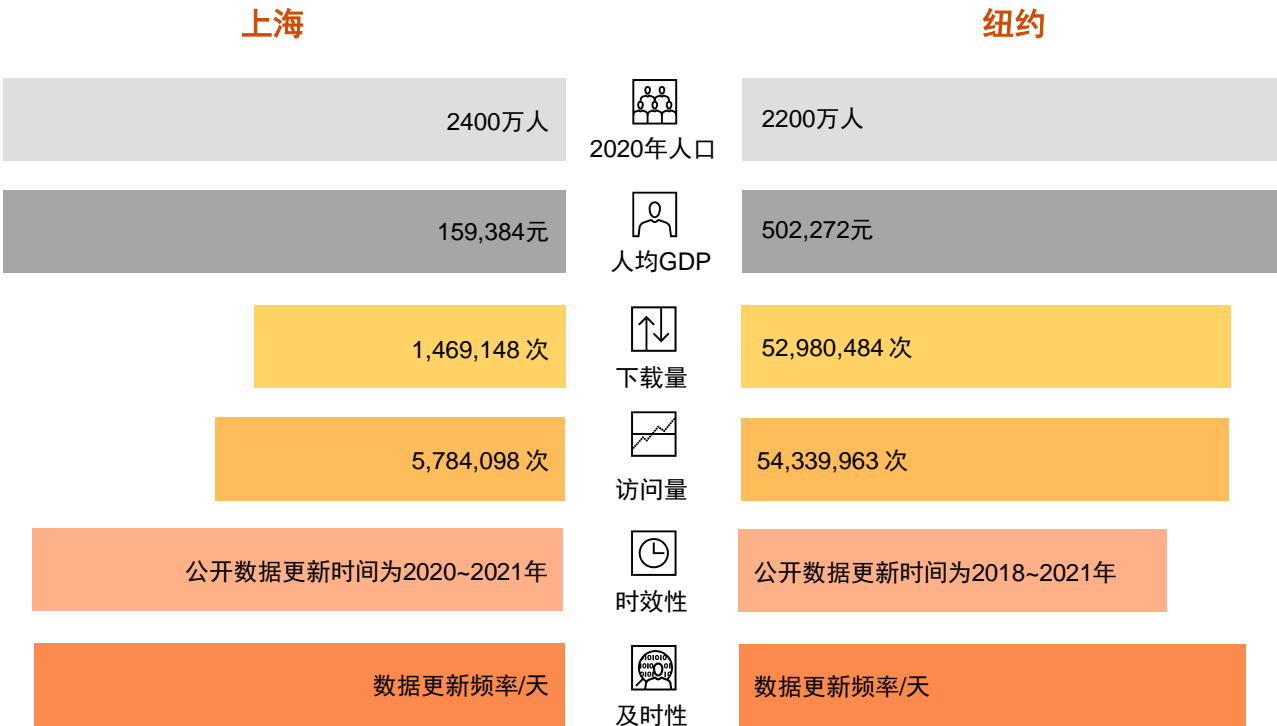 上海
纽约
2400万人
2020年人口
2200万人
159,384元
人均GDP
502,272元
1,469,148 次
下载量
52,980,484 次
5,784,098 次
访问量
54,339,963 次
公开数据更新时间为2020~2021年
时效性
公开数据更新时间为2018~2021年
数据更新频率/天
及时性
数据更新频率/天